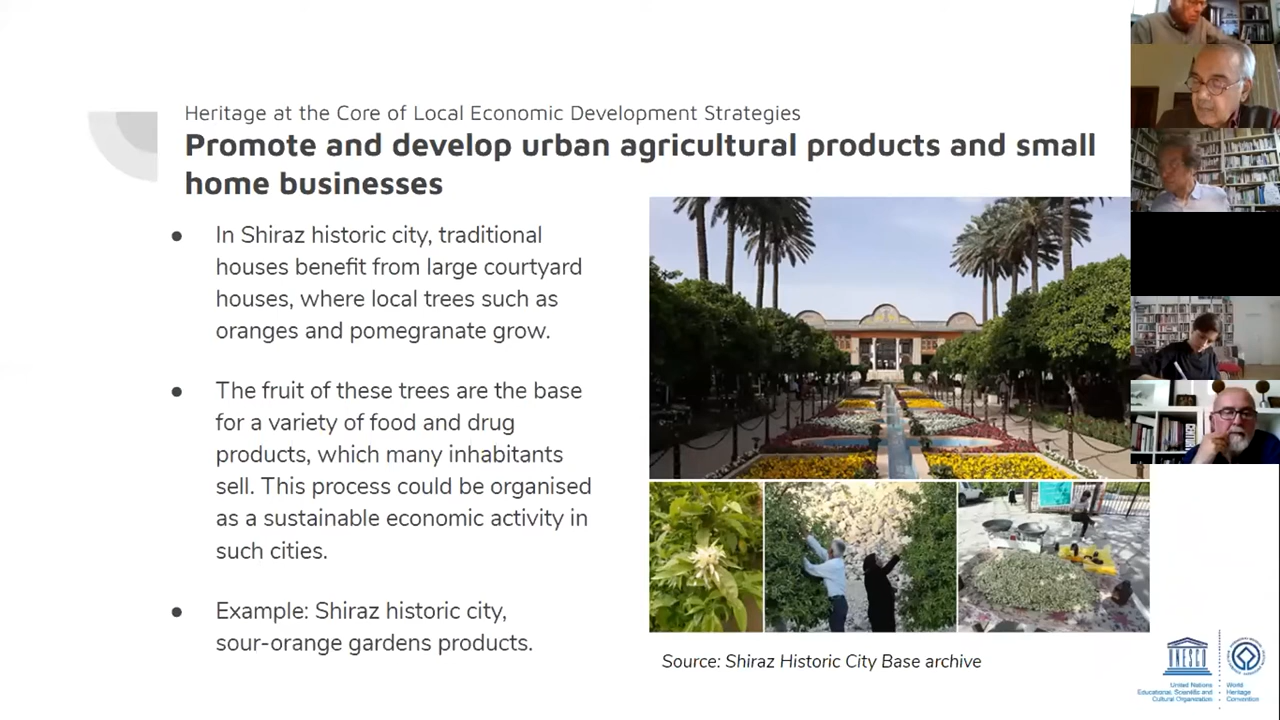 Heritage at the Core of Local Economic Development Strategies
Promote and develop urban agricultural products and small
home businesses
● In Shiraz historic city, traditional
houses benefit from large courtyard
houses, where local trees such as
oranges and pomegranate grow.
● The fruit of these trees are the base
for a variety of food and drug
products, which many inhabitants
sell. This process could be organised
as a sustainable economic activity in
such cities.
● Example: Shiraz historic city,
sour-orange gardens products.
Source: Shiraz Historic City Base archive
UNESCO
United Nations
Educational, Scientific and
Cultural Organization
World
Heritage
Convention